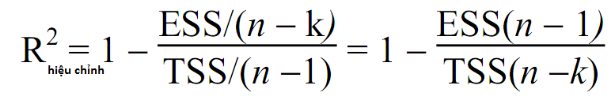 R² hiệu chỉnh = 1 − ESS/(n − k) / TSS/(n −1) = 1 − ESS(n − 1) / TSS(n −k)